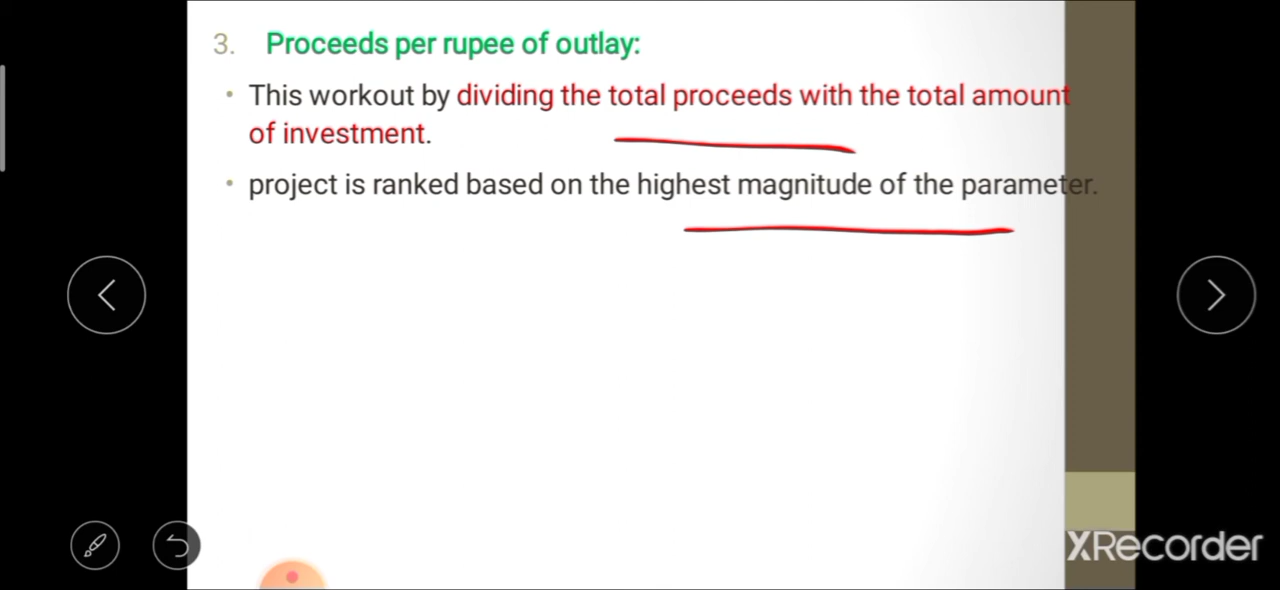 3. Proceeds per rupee of outlay:
• This workout by dividing the total proceeds with the total amount
of investment.
• project is ranked based on the highest magnitude of the parameter.
XRecorder